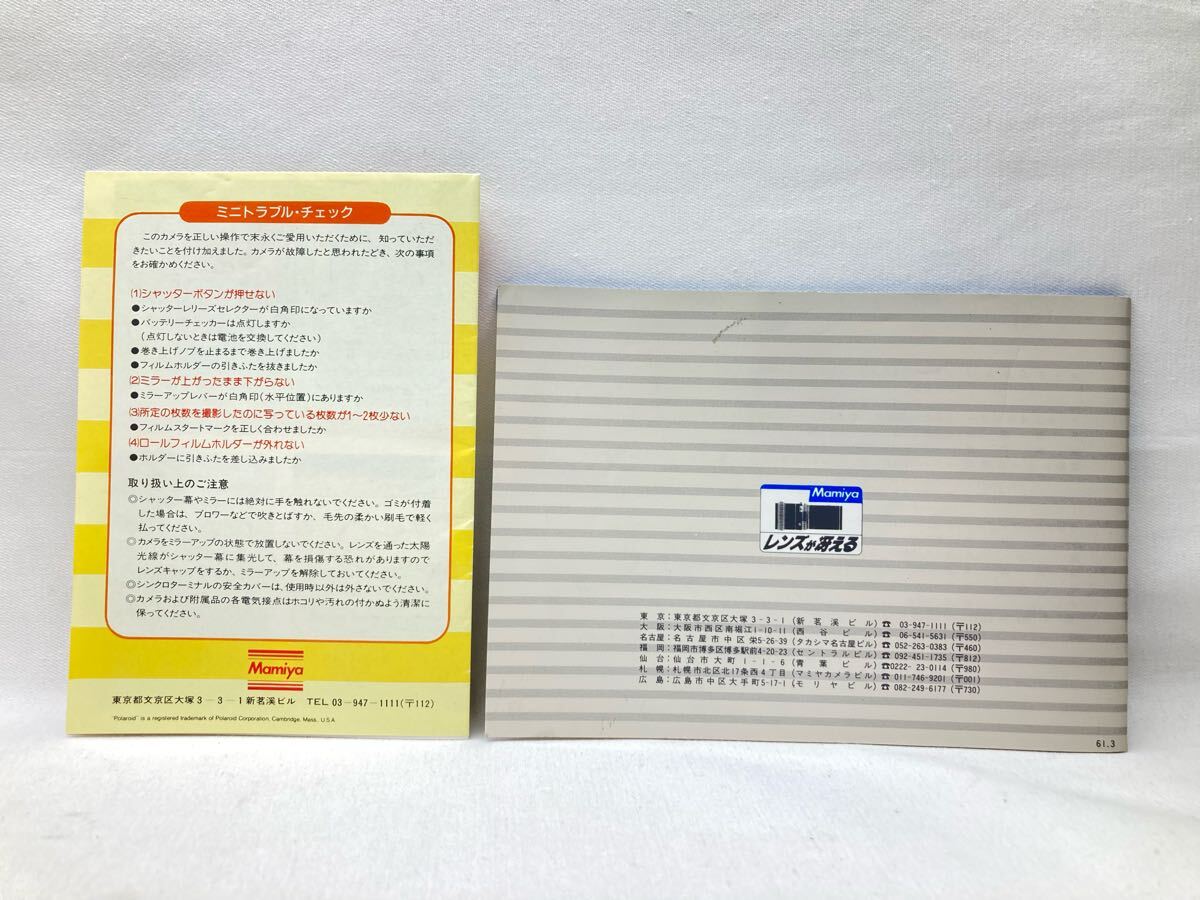 ミニトラブル・チェック
このカメラを正しい操作で末永くご愛用いただくために、知っていただ
きたいことを付け加えました。カメラが故障したと思われたどき、次の事項
をお確かめください。
(1)シャッターボタンが押せない
●シャッターレリーズセレクターが白角印になっていますか
●バッテリーチェッカーは点灯しますか
(点灯しないときは電池を交換してください)
●巻き上げノブを止まるまで巻き上げましたか
●フィルムホルダーの引きふたを抜きましたか
(2)ミラーが上がったまま下がらない
●ミラーアップレバーが白角印(水平位置)にありますか
(3)所定の枚数を撮影したのに写っている枚数が1〜2枚少ない
●フィルムスタートマークを正しく合わせましたか
(4)ロールフィルムホルダーが外れない
●ホルダーに引きふたを差し込みましたか
取り扱い上のご注意
◎シャッター幕やミラーには絶対に手を触れないでください。ゴミが付着
した場合は、ブロワーなどで吹きとばすか、毛先の柔かい刷毛で軽く
払ってください。
◎カメラをミラーアップの状態で放置しないでください。レンズを通った太陽
光線がシャッター幕に集光して、幕を損傷する恐れがありますので
レンズキャップをするか、ミラーアップを解除しておいてください。
◎シンクロターミナルの安全カバーは、使用時以外は外さないでください。
◎カメラおよび附属品の各電気接点はホコリや汚れの付かぬよう清潔に
保ってください。
Mamiya
東京都文京区大塚3-3-1新茗溪ビル TEL 03-947-1111(〒112)
"Polaroid" is a registered trademark of Polaroid Corporation, Cambridge, Mass. U.S.A
Mamiya
レンズが冴える
東京:東京都文京区大塚3-3-1(新茗溪ビル)☎03-947-1111(〒112)
大阪:大阪市西区南堀江1-10-11(西谷ビル)☎06-541-5631(〒550)
名古屋:名古屋市中区栄5-26-39(タカシマ名古屋ビル)☎052-263-0383(〒460)
福岡:福岡市博多区博多駅前4-20-23(セントラルビル)☎092-451-1735(〒812)
仙台:仙台市大町1-1-6(青葉ビル)☎0222-23-0114(〒980)
札幌:札幌市北区北17条西4丁目(マミヤカメラビル)☎011-746-9201(〒001)
広島:広島市中区大手町5-17-1(モリヤビル)☎082-249-6177(〒730)
61.3